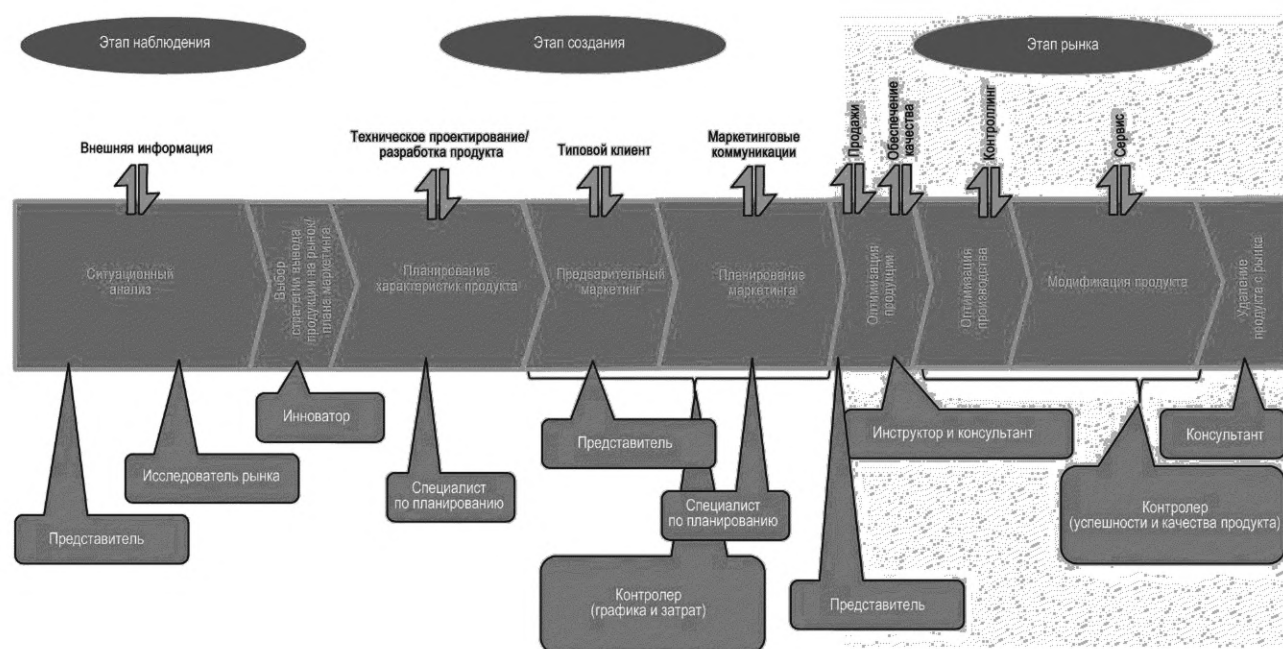 Этап наблюдения
Этап создания
Этап рынка
Внешняя информация
Техническое проектирование/
разработка продукта
Типовой клиент
Маркетинговые
коммуникации
Продажи
Обеспечение
качества
Контроллинг
Сервис
Ситуационный
анализ
Выбор
стратегии вывода
продукции на рынок/
плана маркетинга
Планирование
характеристик продукта
Предварительный
маркетинг
Планирование
маркетинга
Оптимизация
продукции
Оптимизация
производства
Модификация продукта
Удаление
продукта с рынка
Инноватор
Представитель
Инструктор и консультант
Консультант
Исследователь рынка
Специалист
по планированию
Специалист
по планированию
Контролер
(успешности и качества продукта)
Представитель
Контролер
(графика и затрат)
Представитель